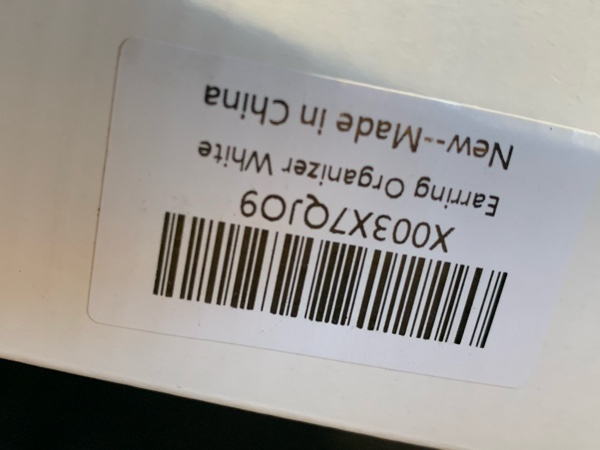 X003X7QJO9
Earring Organizer White
New--Made in China